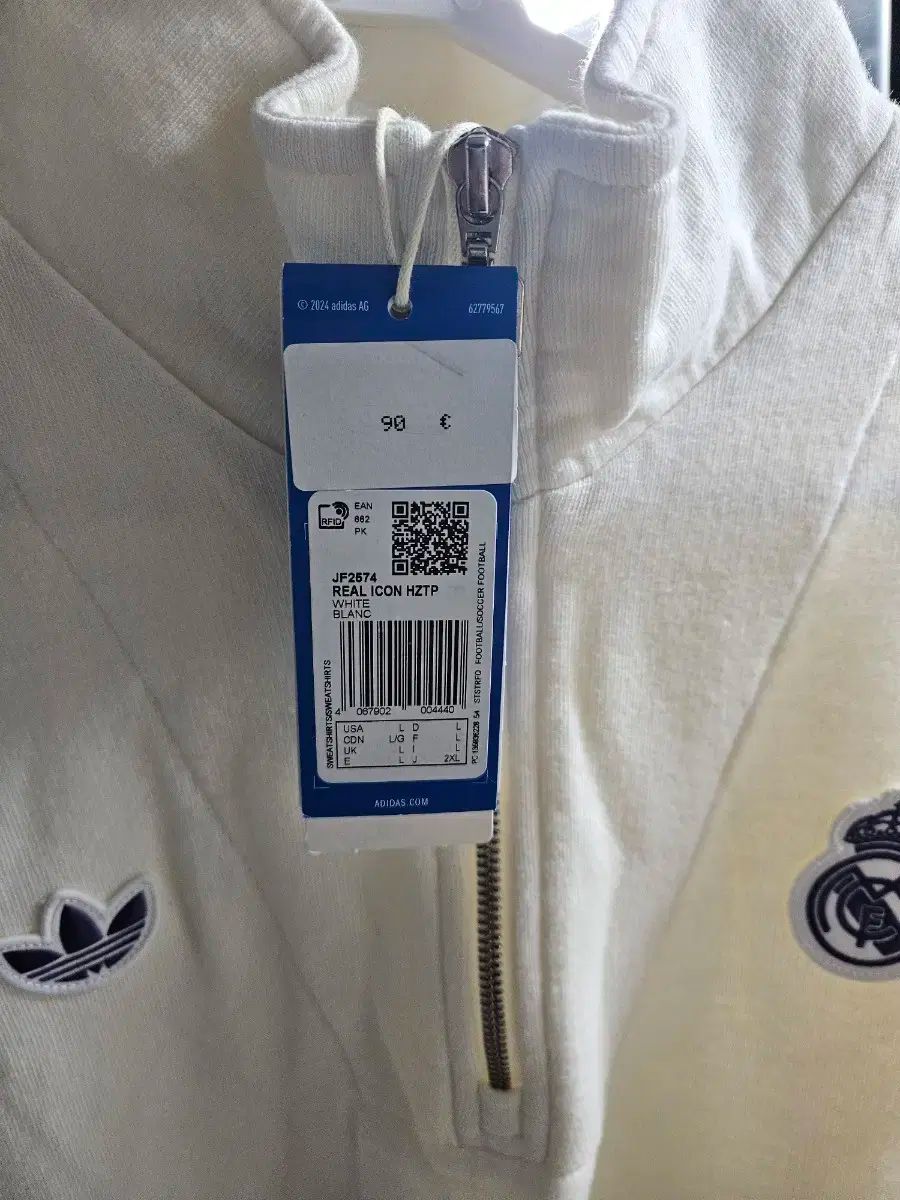 © 2024 adidas AG 62779567
90 €
RFID
EAN
862
PK
JF2574
REAL ICON HZTP
WHITE
BLANC
4 067902 004440
USA L D L
CDN L/G F L
UK L I L
E L J 2XL
SWEATSHIRTS/SWEATSHIRTS
STSTRFD FOOTBALL/SOCCER FOOTBALL
ADIDAS.COM